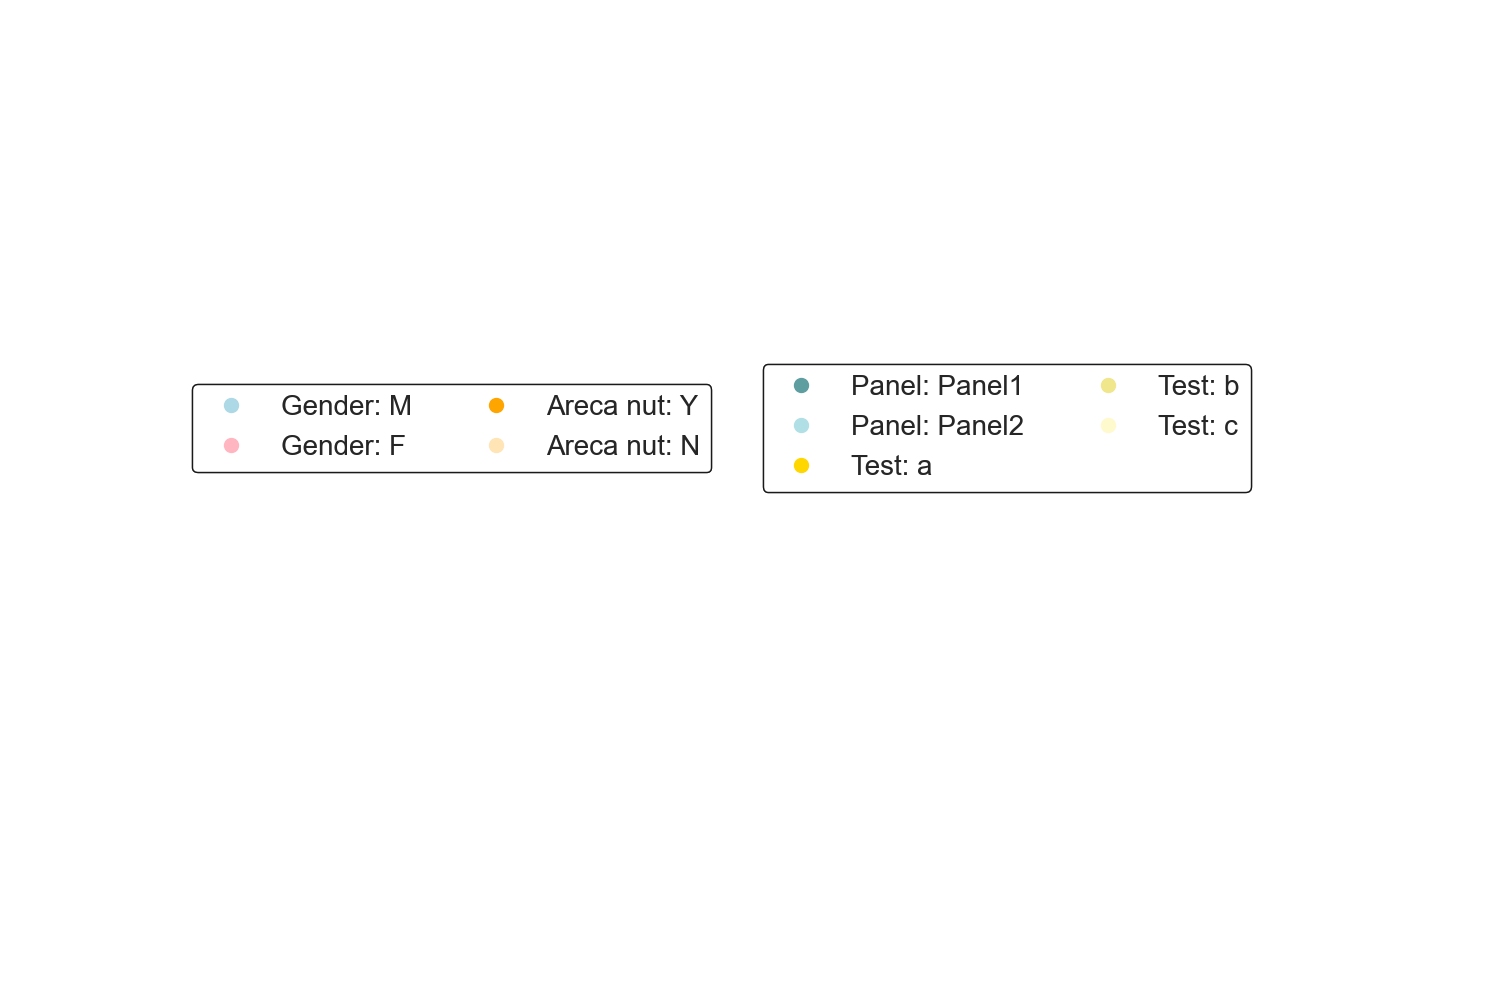 Gender: M
Gender: F
Areca nut: Y
Areca nut: N
Panel: Panel1
Panel: Panel2
Test: a
Test: b
Test: c